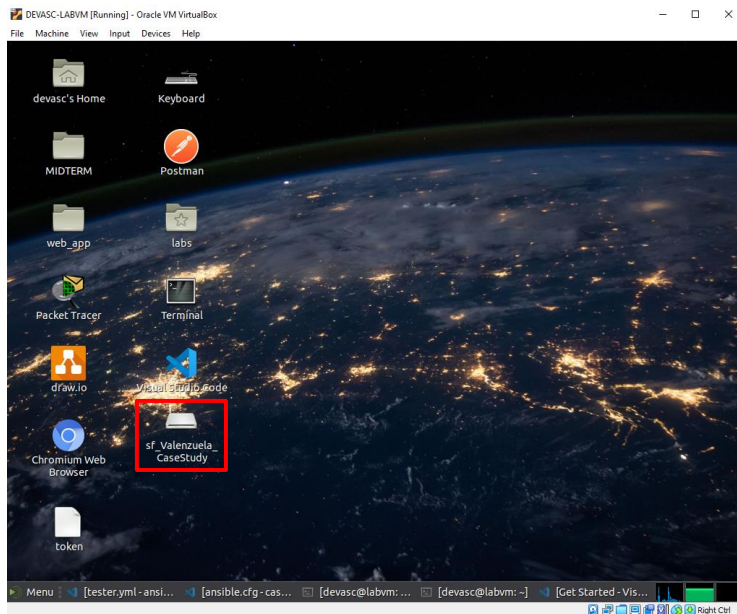 DEVASC-LABVM [Running] - Oracle VM VirtualBox
File Machine View Input Devices Help
devasc's Home
Keyboard
MIDTERM
Postman
web_app
labs
Packet Tracer
Terminal
draw.io
Visual Studio Code
Chromium Web
Browser
sf_Valenzuela_
CaseStudy
token
Menu [tester.yml - ansi... [ansible.cfg - cas... [devasc@labvm: ... [devasc@labvm: ~] [Get Started - Vis...
Right Ctrl